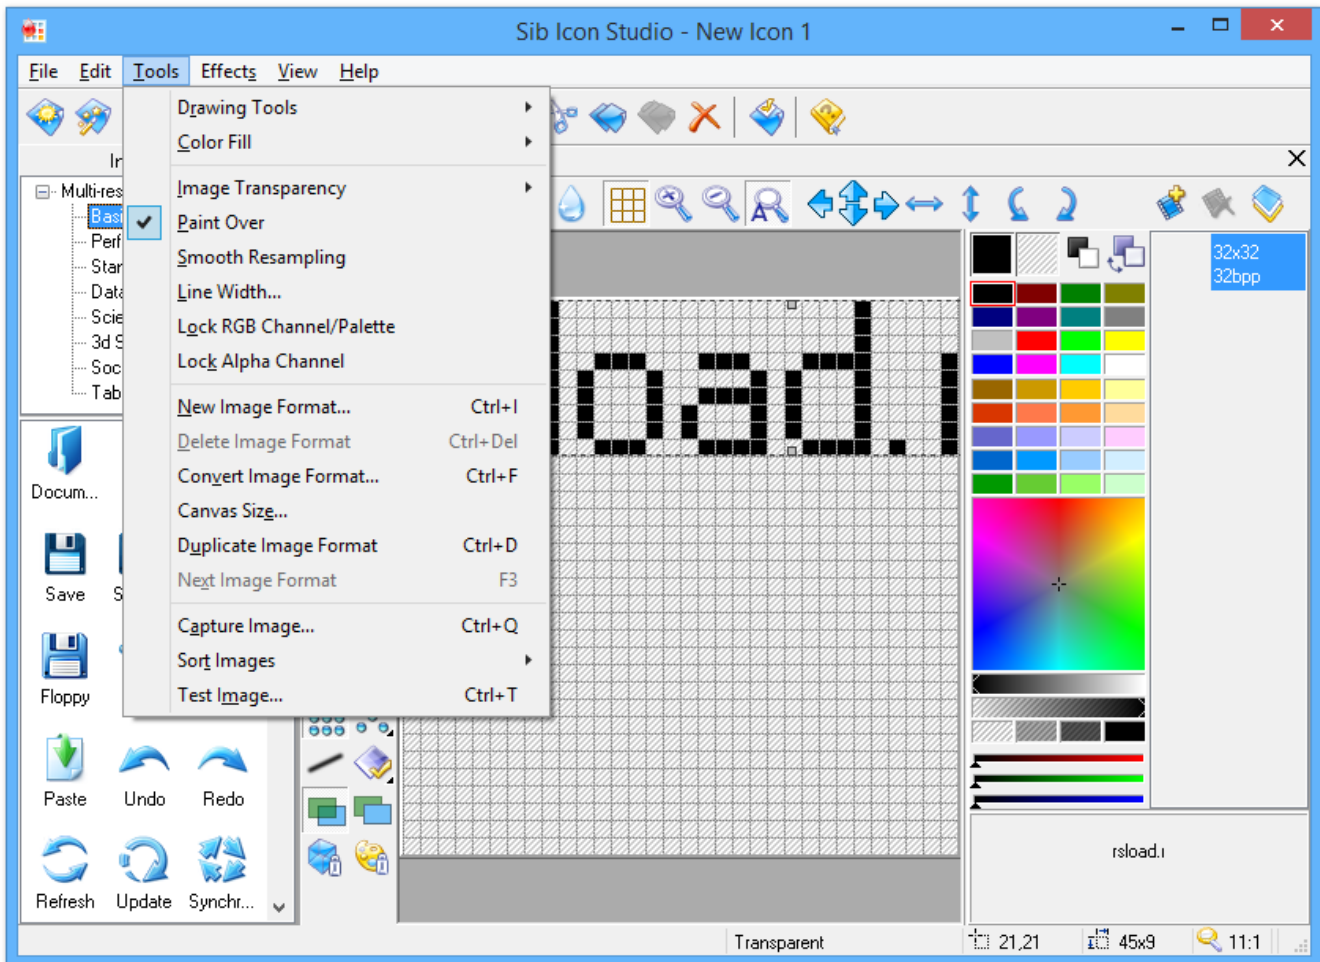 Sib Icon Studio - New Icon 1
File Edit Tools Effects View Help
Drawing Tools
Color Fill
Image Transparency
Paint Over
Smooth Resampling
Line Width...
Lock RGB Channel/Palette
Lock Alpha Channel
New Image Format... Ctrl+I
Delete Image Format Ctrl+Del
Convert Image Format... Ctrl+F
Canvas Size...
Duplicate Image Format Ctrl+D
Next Image Format F3
Capture Image... Ctrl+Q
Sort Images
Test Image... Ctrl+T
Multi-res
Basi
Perf
Star
Data
Scie
3d S
Soc
Tab
Docum...
Save S
Floppy
Paste Undo Redo
Refresh Update Synchr...
load.r
32x32
32bpp
rsload.r
Transparent 21,21 45x9 11:1